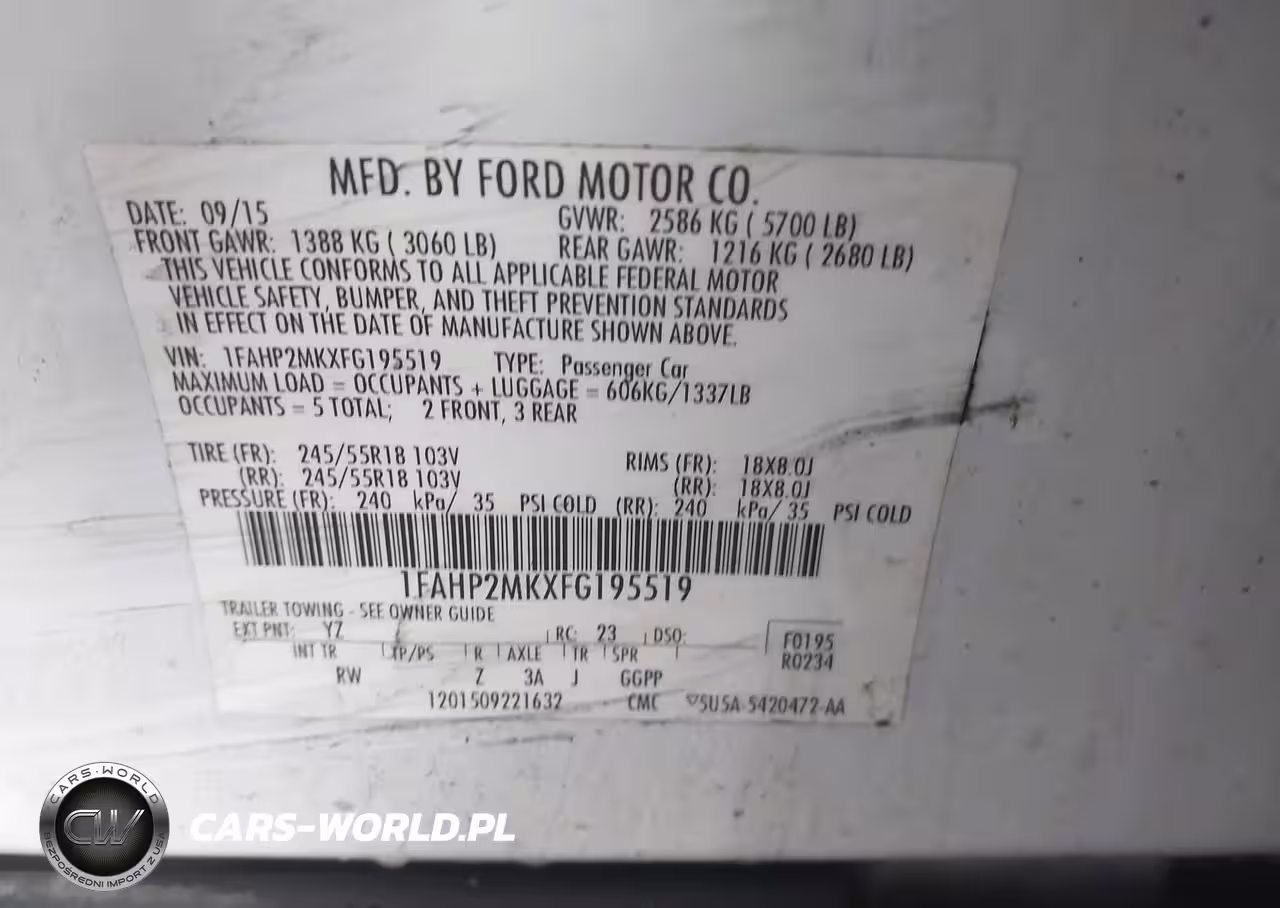 MFD. BY FORD MOTOR CO.
DATE: 09/15 GVWR: 2586 KG ( 5700 LB)
FRONT GAWR: 1388 KG ( 3060 LB) REAR GAWR: 1216 KG ( 2680 LB)
THIS VEHICLE CONFORMS TO ALL APPLICABLE FEDERAL MOTOR
VEHICLE SAFETY, BUMPER, AND THEFT PREVENTION STANDARDS
IN EFFECT ON THE DATE OF MANUFACTURE SHOWN ABOVE.
VIN: 1FAHP2MKXFG195519 TYPE: Passenger Car
MAXIMUM LOAD = OCCUPANTS + LUGGAGE = 606KG/1337LB
OCCUPANTS = 5 TOTAL; 2 FRONT, 3 REAR
TIRE (FR): 245/55R18 103V RIMS (FR): 18X8.0J
(RR): 245/55R18 103V (RR): 18X8.0J
PRESSURE (FR): 240 kPa/ 35 PSI COLD (RR): 240 kPa/ 35 PSI COLD
1FAHP2MKXFG195519
TRAILER TOWING - SEE OWNER GUIDE
EXT PNT: YZ RC: 23 DSO: F0195
INT TR TP/PS R AXLE TR SPR R0234
RW Z 3A J GGPP
1201509221632 CMC 5U5A-5420472-AA
CARS-WORLD
CW
BEZPOŚREDNI IMPORT Z USA
CARS-WORLD.PL